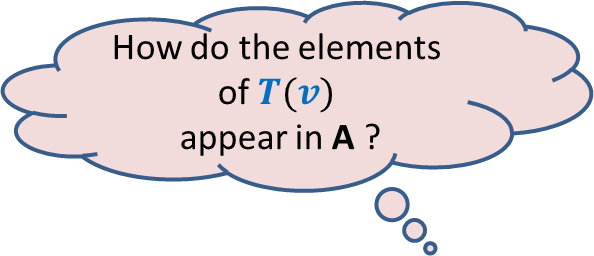 How do the elements
of T(v)
appear in A ?